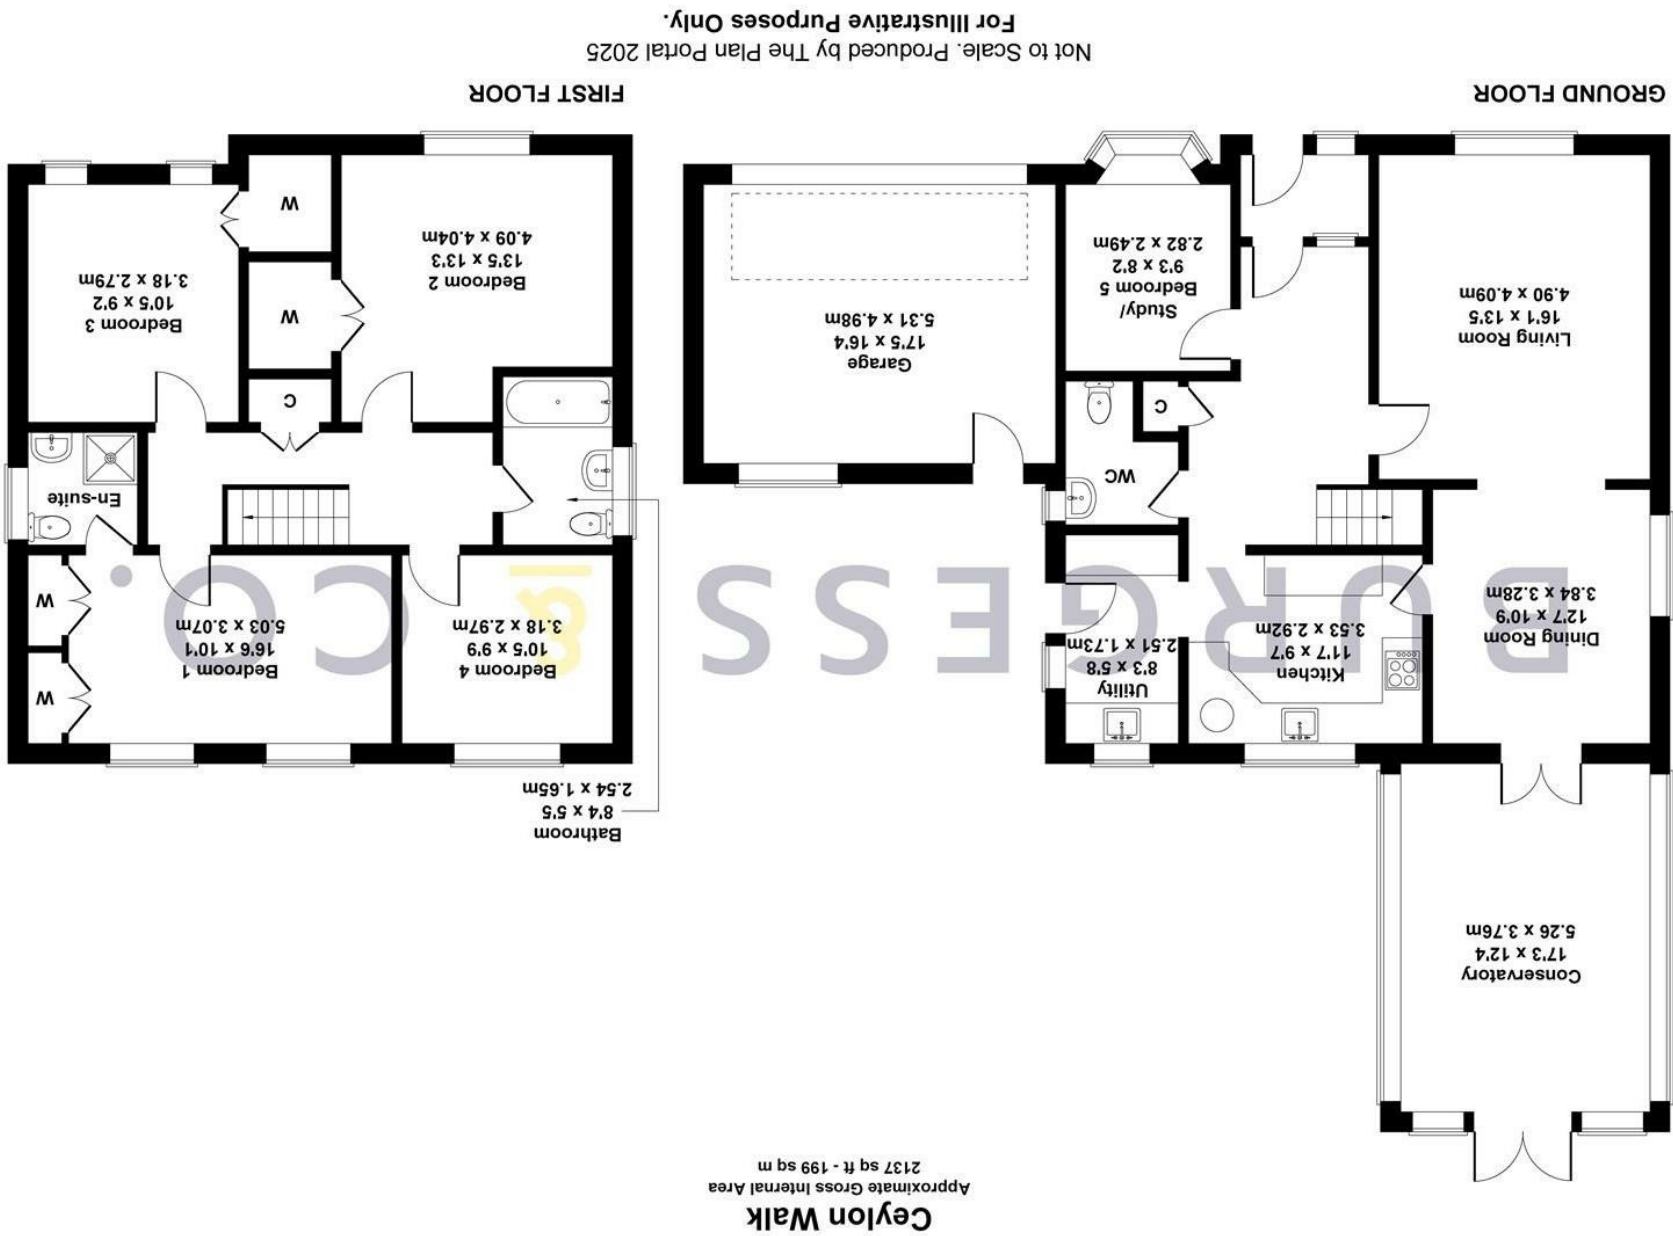 Ceylon Walk
Approximate Gross Internal Area
2137 sq ft - 199 sq m
Conservatory
17'3 x 12'4
5.26 x 3.76m
Bathroom
8'4 x 5'5
2.54 x 1.65m
Dining Room
12'7 x 10'9
3.84 x 3.28m
Kitchen
11'7 x 9'7
3.53 x 2.92m
Utility
8'3 x 5'8
2.51 x 1.73m
Bedroom 4
10'5 x 9'9
3.18 x 2.97m
Bedroom 1
16'6 x 10'1
5.03 x 3.07m
W
W
BURGESS & CO.
WC
C
En-suite
C
Living Room
16'1 x 13'5
4.90 x 4.09m
Study/
Bedroom 5
9'3 x 8'2
2.82 x 2.49m
Garage
17'5 x 16'4
5.31 x 4.98m
Bedroom 2
13'5 x 13'3
4.09 x 4.04m
W
W
Bedroom 3
10'5 x 9'2
3.18 x 2.79m
GROUND FLOOR
FIRST FLOOR
Not to Scale. Produced by The Plan Portal 2025
For Illustrative Purposes Only.